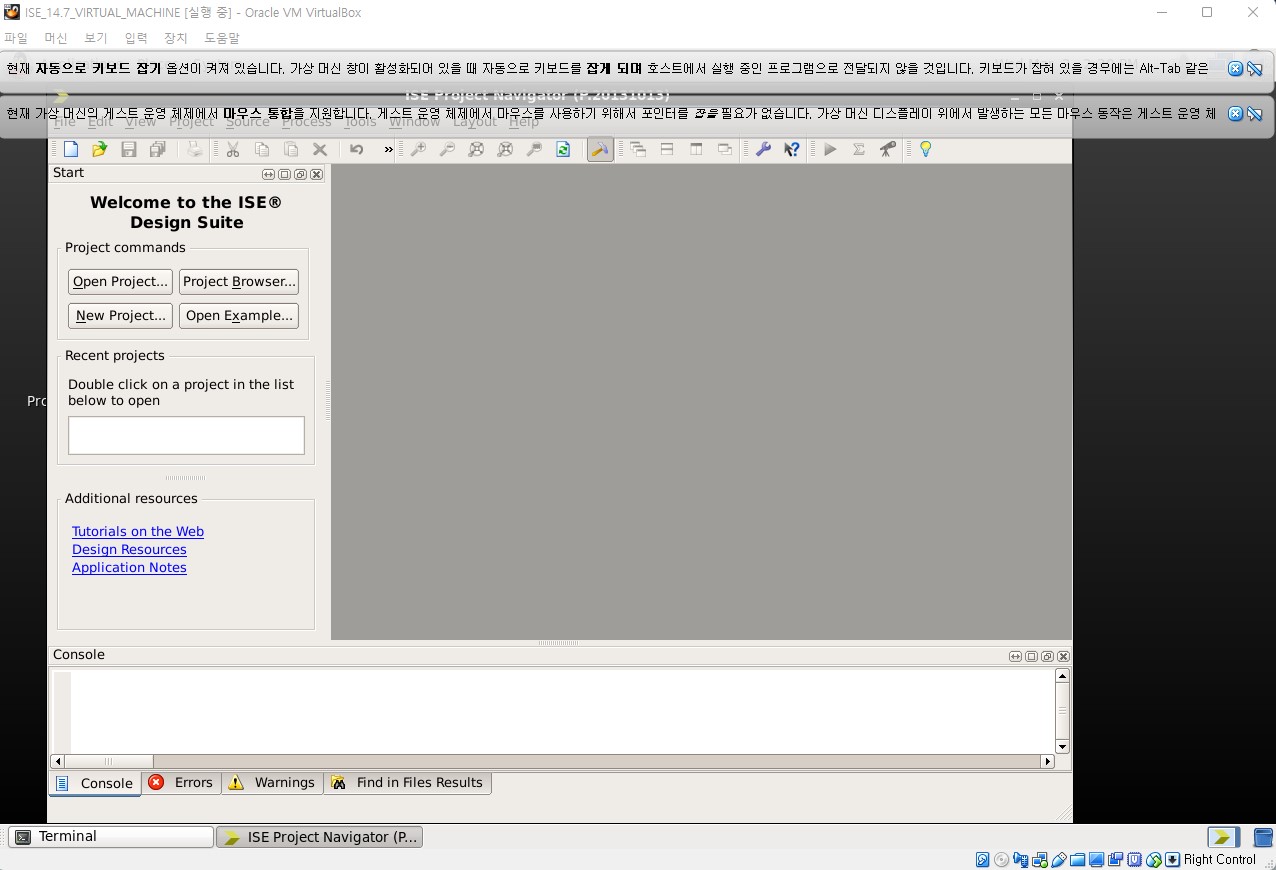 ISE_14.7_VIRTUAL_MACHINE [실행 중] - Oracle VM VirtualBox
파일 머신 보기 입력 장치 도움말
현재 자동으로 키보드 잡기 옵션이 켜져 있습니다. 가상 머신 창이 활성화되어 있을 때 자동으로 키보드를 잡게 되며 호스트에서 실행 중인 프로그램으로 전달되지 않을 것입니다. 키보드가 잡혀 있을 경우에는 Alt-Tab 같은
ISE Project Navigator (P.20131013)
현재 가상 머신의 게스트 운영 체제에서 마우스 통합을 지원합니다. 게스트 운영 체제에서 마우스를 사용하기 위해서 포인터를 잡을 필요가 없습니다. 가상 머신 디스플레이 위에서 발생하는 모든 마우스 동작은 게스트 운영 체
File Edit View Project Source Process Tools Window Layout Help
Start
Welcome to the ISE®
Design Suite
Project commands
Open Project... Project Browser...
New Project... Open Example...
Recent projects
Double click on a project in the list
below to open
Pro
Additional resources
Tutorials on the Web
Design Resources
Application Notes
Console
Console Errors Warnings Find in Files Results
Terminal ISE Project Navigator (P...
Right Control